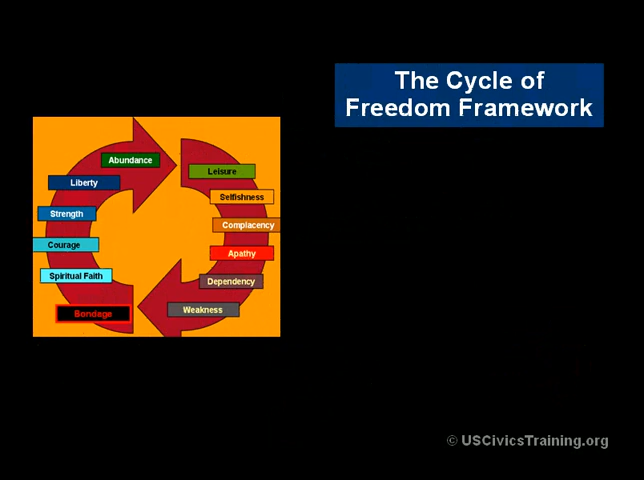 The Cycle of
Freedom Framework
Abundance
Leisure
Liberty
Selfishness
Strength
Complacency
Courage
Apathy
Spiritual Faith
Dependency
Bondage
Weakness
© USCivicsTraining.org